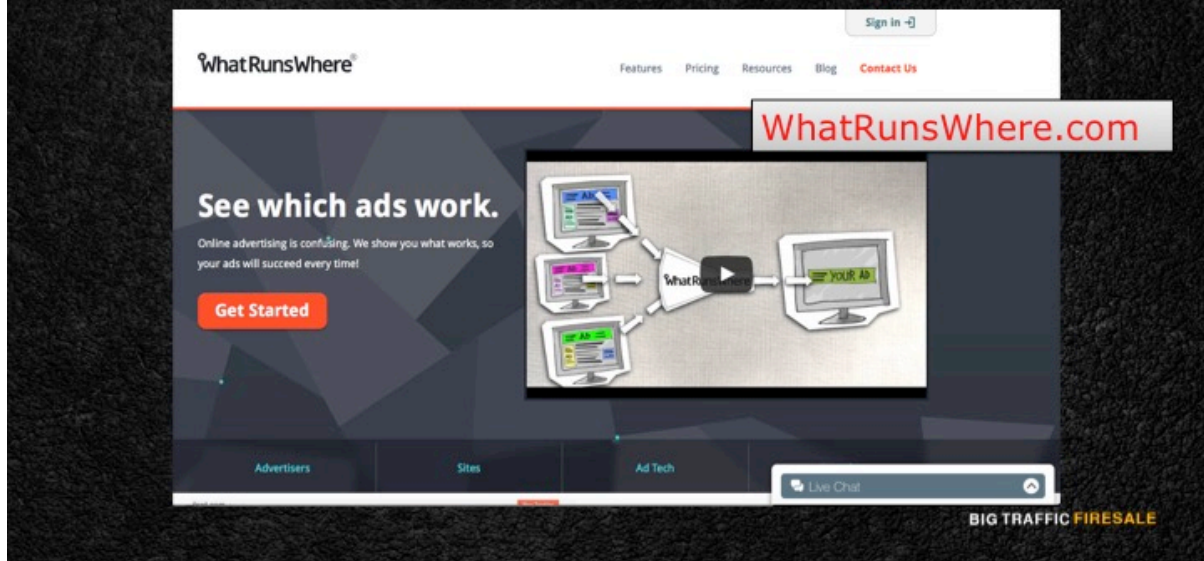 Sign in
WhatRunsWhere®
Features Pricing Resources Blog Contact Us
WhatRunsWhere.com
See which ads work.
Online advertising is confusing. We show you what works, so
your ads will succeed every time!
Get Started
WhatRunsWhere
YOUR AD
Advertisers Sites Ad Tech
Live Chat
BIG TRAFFIC FIRESALE